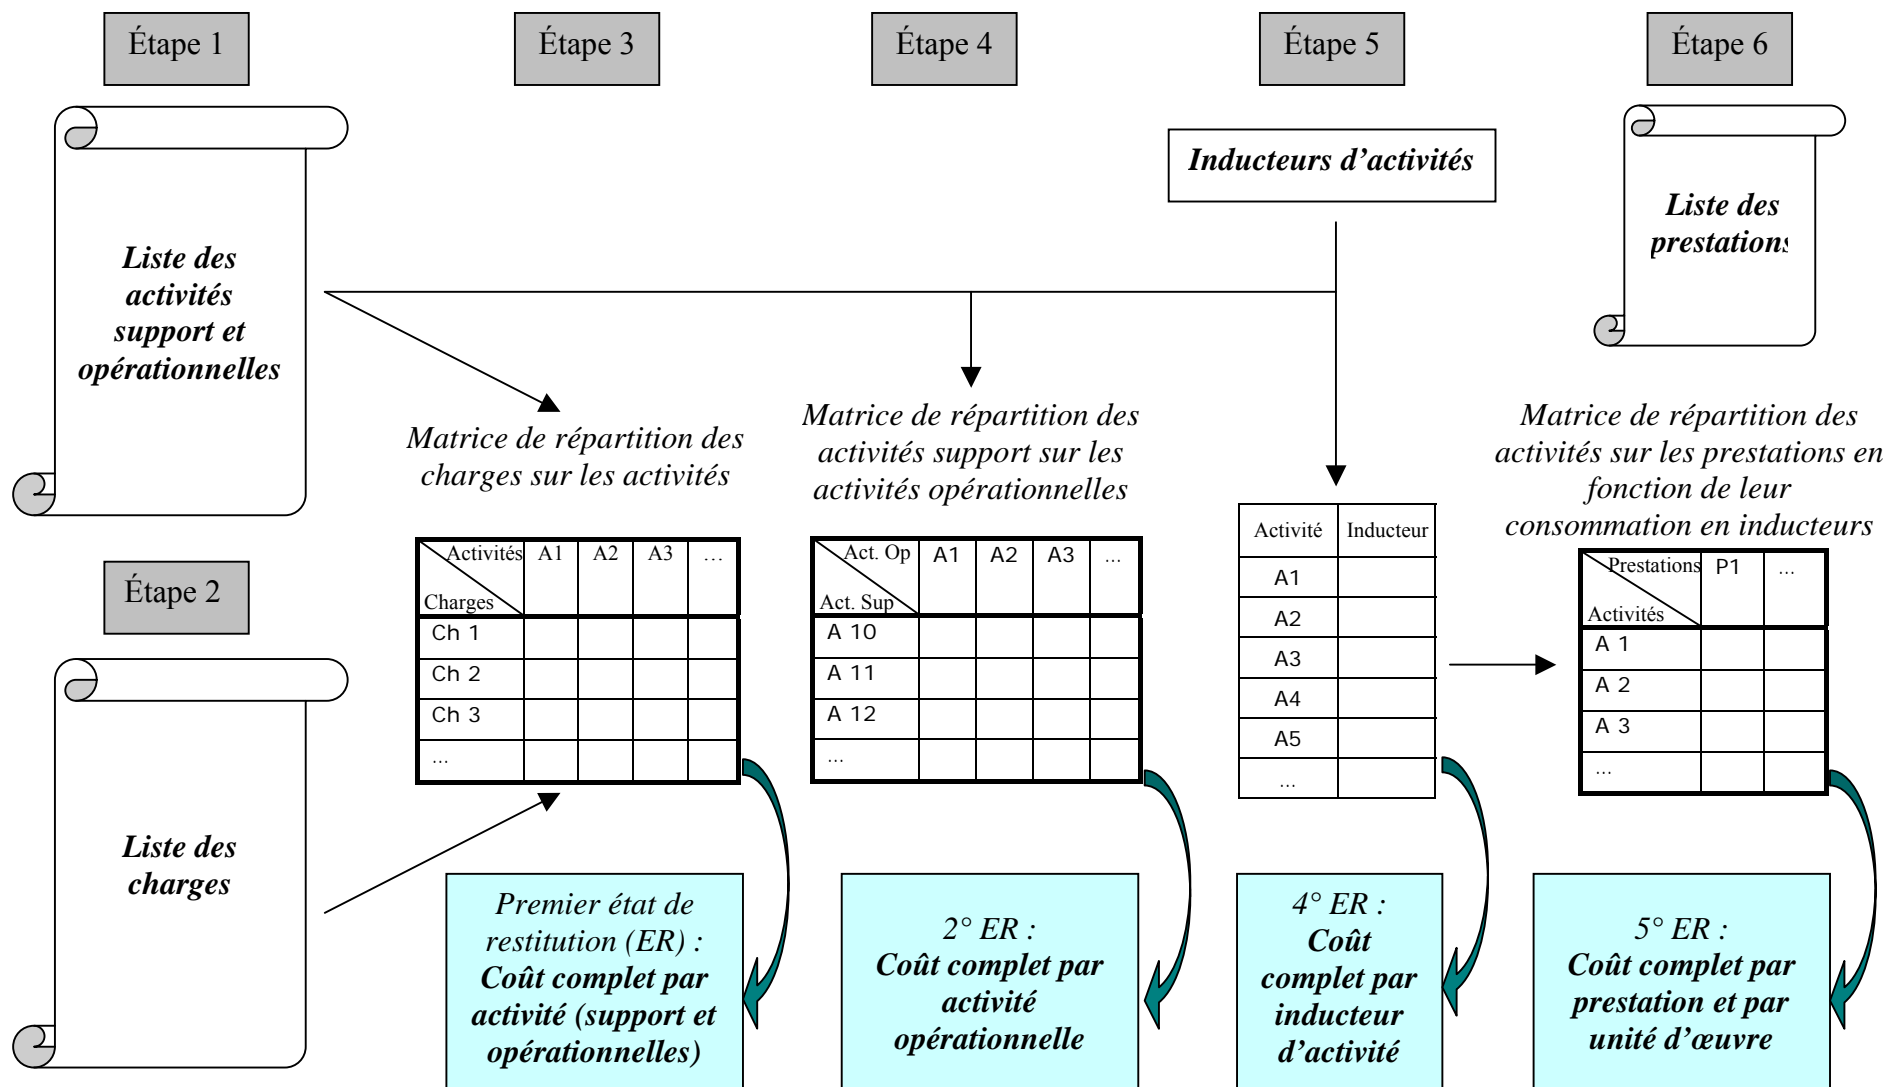 Étape 1
Étape 3
Étape 4
Étape 5
Étape 6
Liste des
activités
support et
opérationnelles
Inducteurs d'activités
Liste des
prestations
Matrice de répartition des
charges sur les activités
Matrice de répartition des
activités support sur les
activités opérationnelles
Matrice de répartition des
activités sur les prestations en
fonction de leur
consommation en inducteurs
Étape 2
Liste des
charges
Activités A1 A2 A3 …
Charges
Ch 1
Ch 2
Ch 3
…
Act. Op A1 A2 A3 …
Act. Sup
A 10
A 11
A 12
…
Activité Inducteur
A1
A2
A3
A4
A5
…
Prestations P1 …
Activités
A 1
A 2
A 3
…
Premier état de
restitution (ER) :
Coût complet par
activité (support et
opérationnelles)
2° ER :
Coût complet par
activité
opérationnelle
4° ER :
Coût
complet par
inducteur
d'activité
5° ER :
Coût complet par
prestation et par
unité d'œuvre